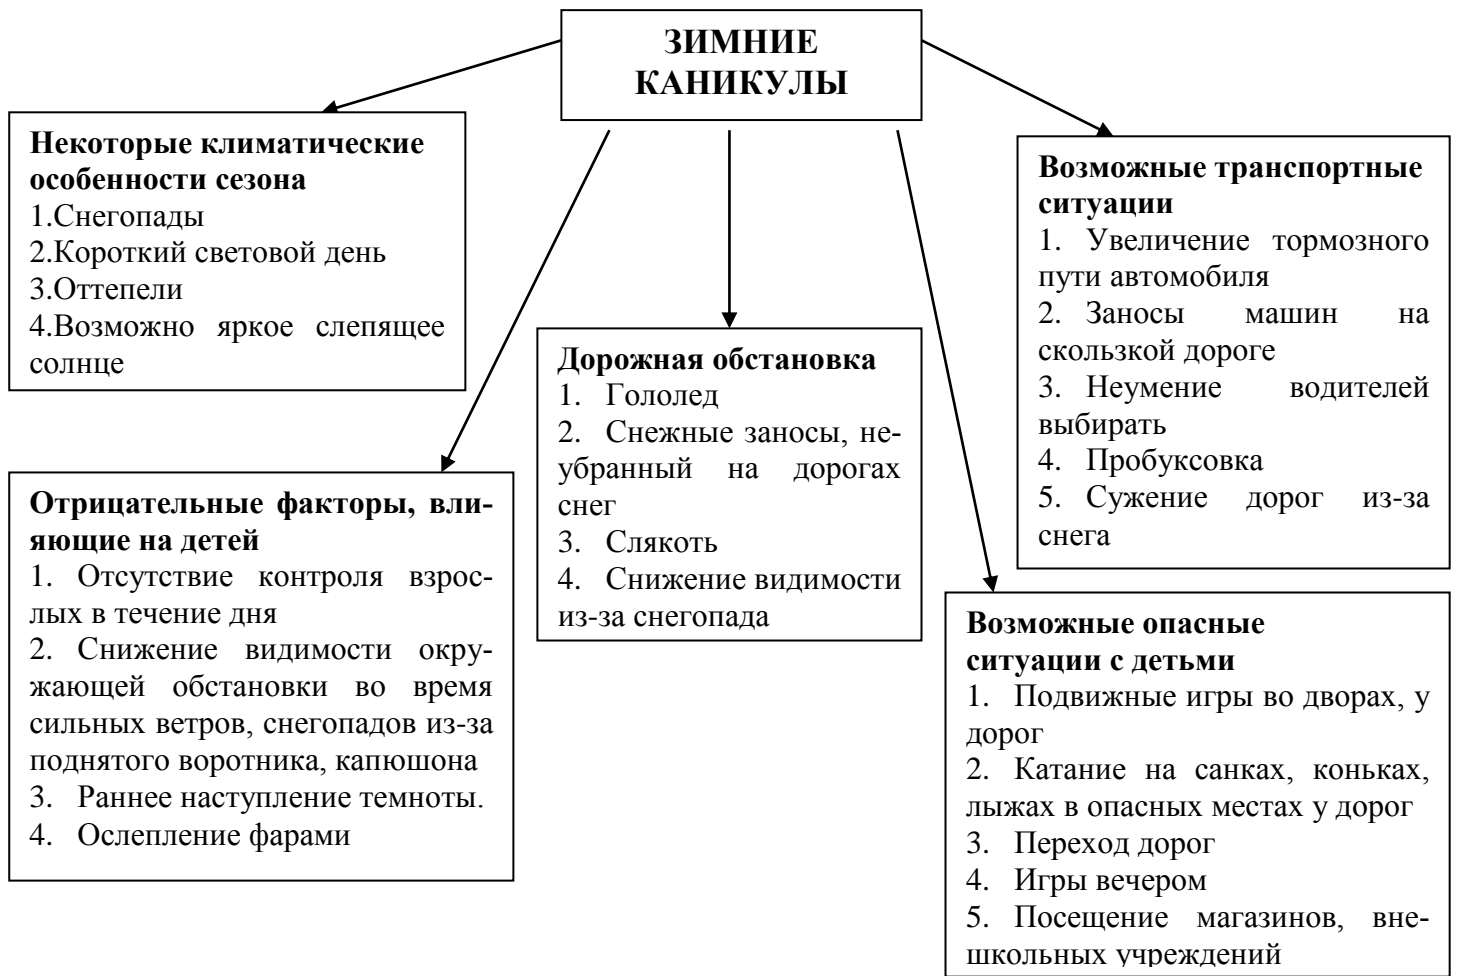 ЗИМНИЕ
КАНИКУЛЫ
Некоторые климатические
особенности сезона
1.Снегопады
2.Короткий световой день
3.Оттепели
4.Возможно яркое слепящее
солнце
Отрицательные факторы, вли-
яющие на детей
1. Отсутствие контроля взрос-
лых в течение дня
2. Снижение видимости окру-
жающей обстановки во время
сильных ветров, снегопадов из-за
поднятого воротника, капюшона
3. Раннее наступление темноты.
4. Ослепление фарами
Дорожная обстановка
1. Гололед
2. Снежные заносы, не-
убранный на дорогах
снег
3. Слякоть
4. Снижение видимости
из-за снегопада
Возможные транспортные
ситуации
1. Увеличение тормозного
пути автомобиля
2. Заносы машин на
скользкой дороге
3. Неумение водителей
выбирать
4. Пробуксовка
5. Сужение дорог из-за
снега
Возможные опасные
ситуации с детьми
1. Подвижные игры во дворах, у
дорог
2. Катание на санках, коньках,
лыжах в опасных местах у дорог
3. Переход дорог
4. Игры вечером
5. Посещение магазинов, вне-
школьных учреждений